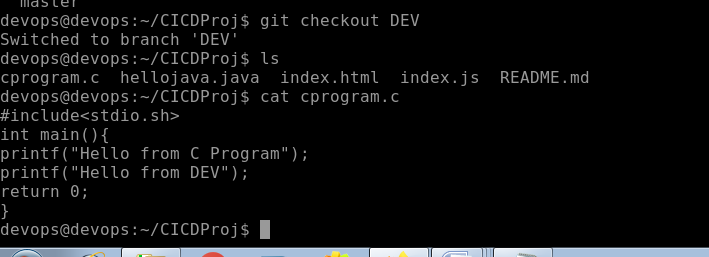 master
devops@devops:~/CICDProj$ git checkout DEV
Switched to branch 'DEV'
devops@devops:~/CICDProj$ ls
cprogram.c  hellojava.java  index.html  index.js  README.md
devops@devops:~/CICDProj$ cat cprogram.c
#include<stdio.sh>
int main(){
printf("Hello from C Program");
printf("Hello from DEV");
return 0;
}
devops@devops:~/CICDProj$